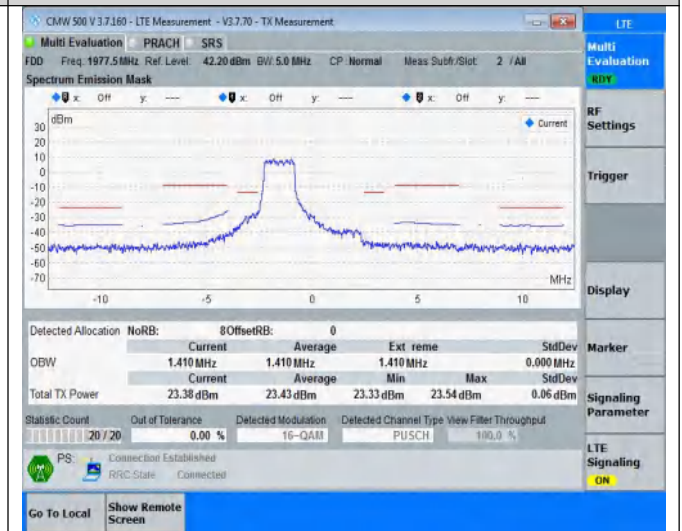 CMW 500 V 3.7.160 - LTE Measurement - V3.7.70 - TX Measurement
LTE
Multi Evaluation PRACH SRS
FDD Freq: 1977.5 MHz Ref. Level: 42.20 dBm BW: 5.0 MHz CP: Normal Meas Subfr./Slot: 2 / All
Spectrum Emission Mask
x: Off y: --- x: Off y: --- x: Off y: ---
dBm
Current
30
20
10
0
-10
-20
-30
-40
-50
-60
-70
MHz
-10 -5 0 5 10
Detected Allocation NoRB: 8 OffsetRB: 0
Current Average Extreme StdDev
OBW 1.410 MHz 1.410 MHz 1.410 MHz 0.000 MHz
Current Average Min Max StdDev
Total TX Power 23.38 dBm 23.43 dBm 23.33 dBm 23.54 dBm 0.06 dBm
Statistic Count Out of Tolerance Detected Modulation Detected Channel Type View Filter Throughput
20 / 20 0.00 % 16-QAM PUSCH 100.0 %
PS: Connection Established
RRC State Connected
Go To Local
Show Remote
Screen
Multi
Evaluation
RDY
RF
Settings
Trigger
Display
Marker
Signaling
Parameter
LTE
Signaling
ON